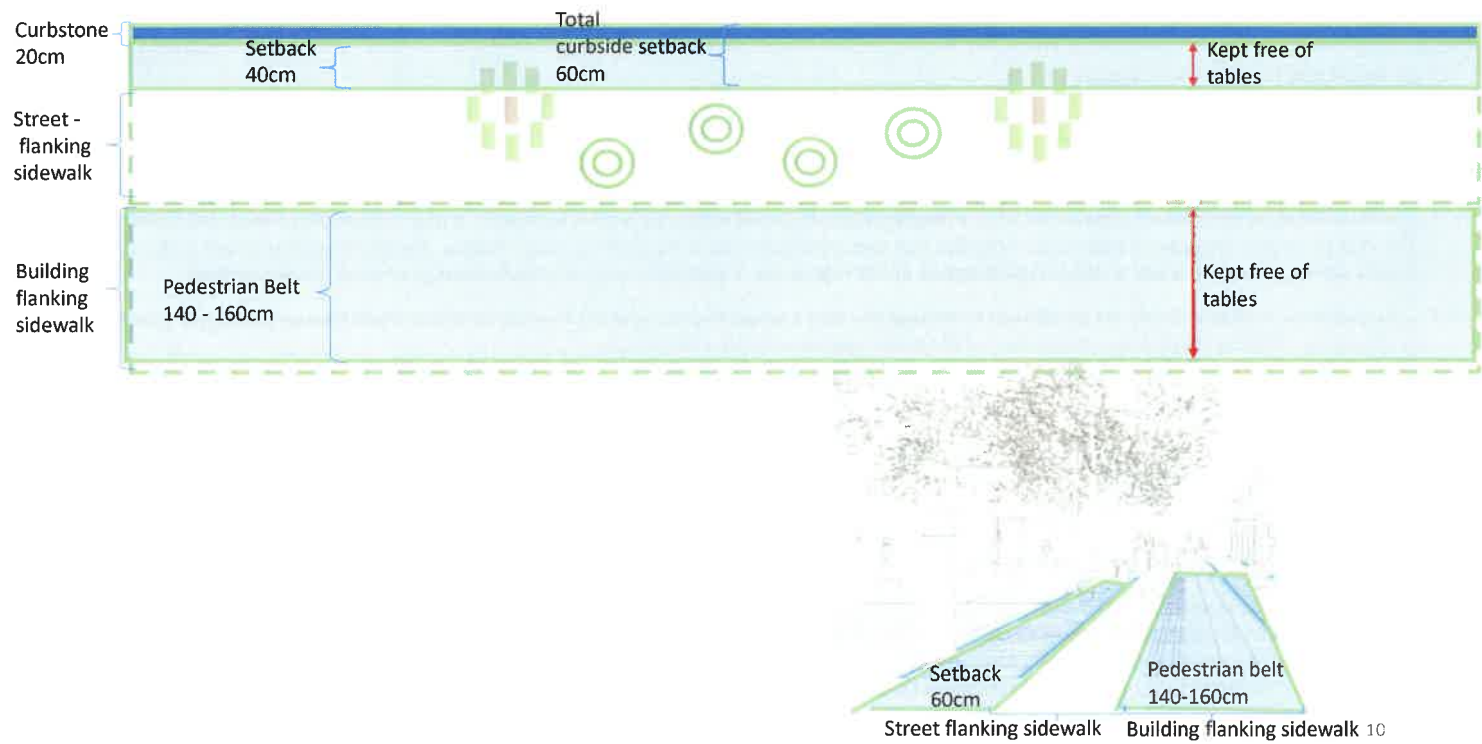 Curbstone
20cm
Setback
40cm
Total
curbside setback
60cm
Kept free of
tables
Street -
flanking
sidewalk
Building
flanking
sidewalk
Pedestrian Belt
140 - 160cm
Kept free of
tables
Setback
60cm
Pedestrian belt
140-160cm
Street flanking sidewalk
Building flanking sidewalk 10